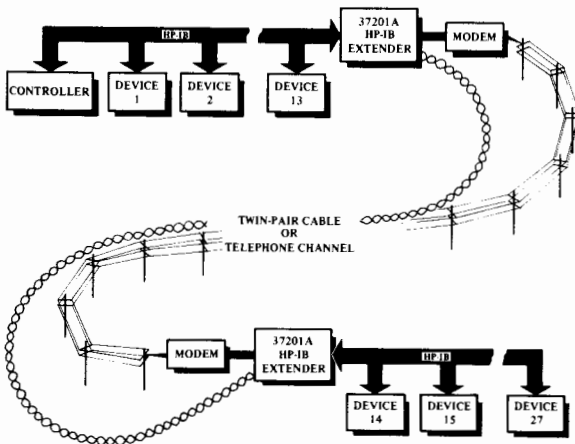 37201A
HP-IB
EXTENDER
MODEM
HP-IB
CONTROLLER
DEVICE
1
DEVICE
2
DEVICE
13
TWIN-PAIR CABLE
OR
TELEPHONE CHANNEL
MODEM
37201A
HP-IB
EXTENDER
HP-IB
DEVICE
14
DEVICE
15
DEVICE
27